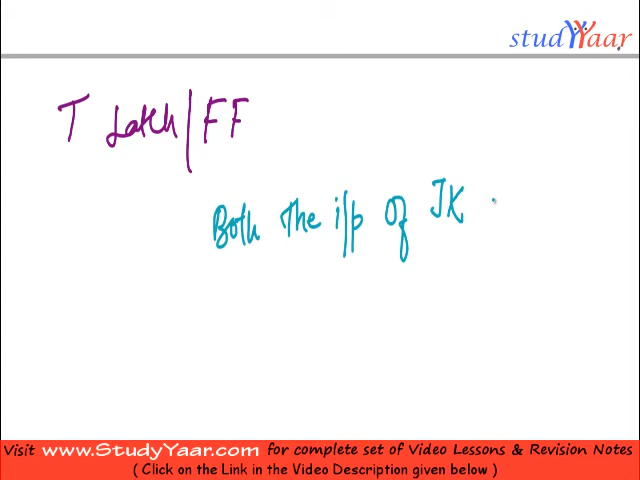 studYYaar
T Latch/FF
Both the i/p of JK
Visit www.StudyYaar.com for complete set of Video Lessons & Revision Notes
( Click on the Link in the Video Description given below )